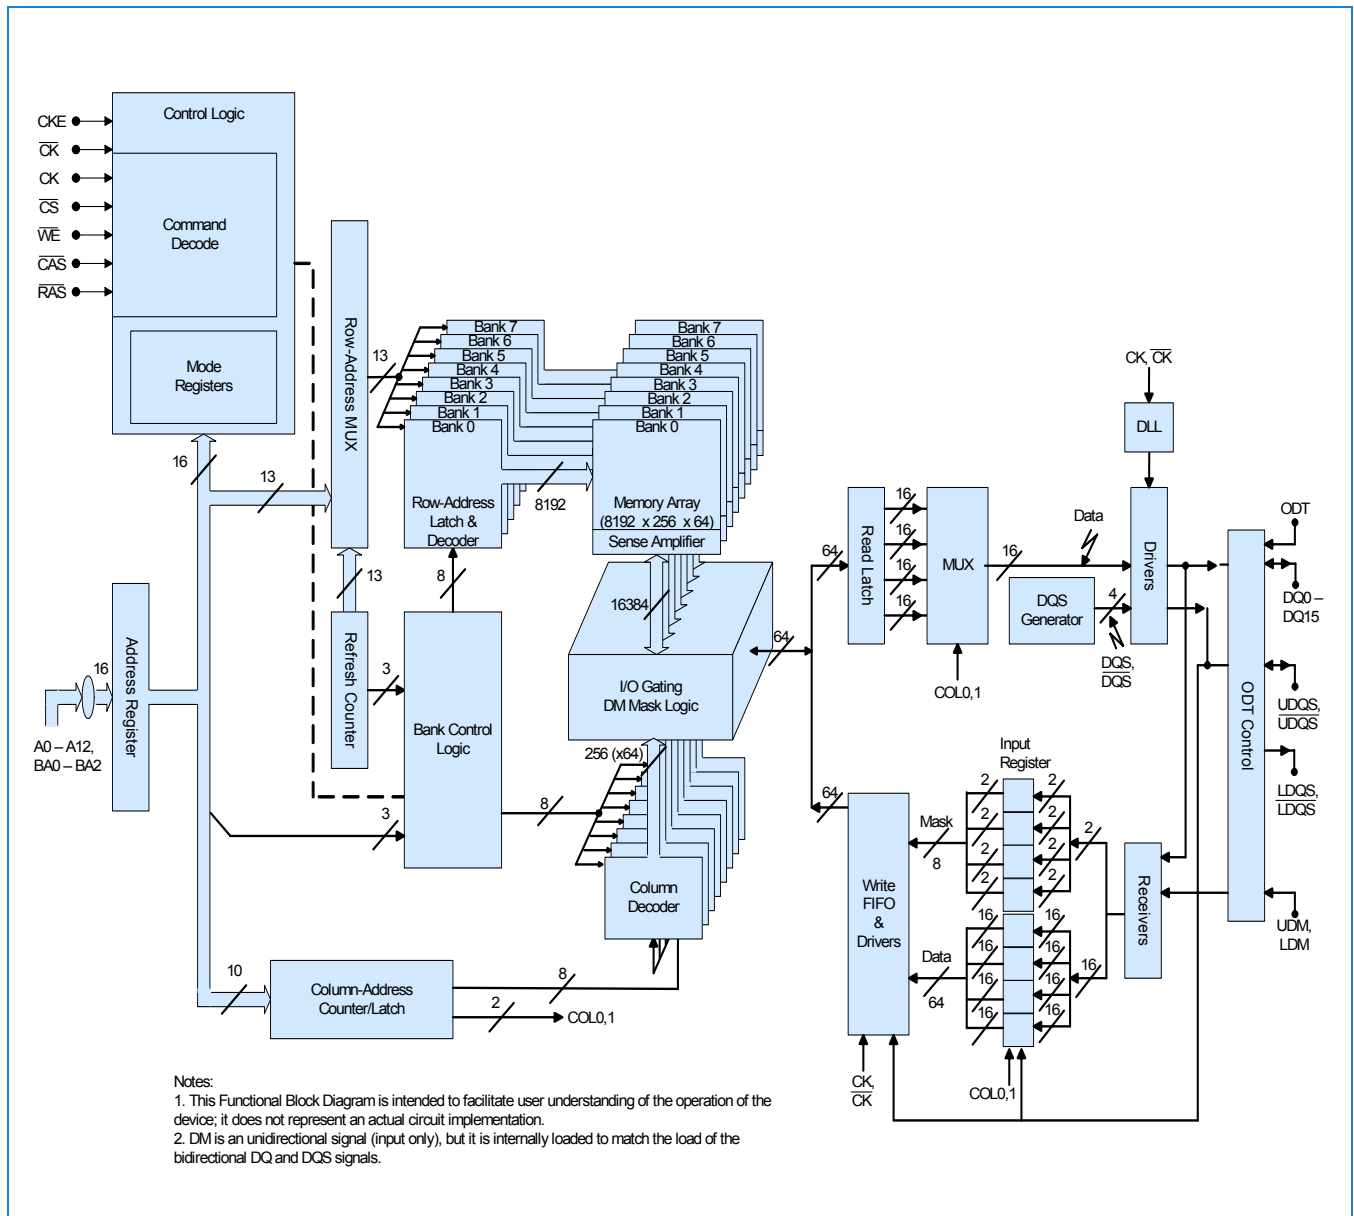 Control Logic
CKE
C̅K̅
CK
C̅S̅
W̅E̅
C̅A̅S̅
R̅A̅S̅
Command
Decode
Mode
Registers
16
13
Row-Address MUX
13
13
Refresh Counter
Address Register
16
A0 – A12,
BA0 – BA2
3
3
8
Bank Control
Logic
8
10
Column-Address
Counter/Latch
8
2
COL0,1
Bank 7
Bank 6
Bank 5
Bank 4
Bank 3
Bank 2
Bank 1
Bank 0
Row-Address
Latch &
Decoder
8192
Bank 7
Bank 6
Bank 5
Bank 4
Bank 3
Bank 2
Bank 1
Bank 0
Memory Array
(8192 x 256 x 64)
Sense Amplifier
16384
I/O Gating
DM Mask Logic
256 (x64)
Column
Decoder
64
64
Read Latch
16
16
16
16
MUX
COL0,1
16
Data
DQS
Generator
4
DQS,
D̅Q̅S̅
CK, C̅K̅
DLL
Drivers
ODT
DQ0 –
DQ15
UDQS,
U̅D̅Q̅S̅
LDQS,
L̅D̅Q̅S̅
UDM,
LDM
ODT Control
Receivers
Input
Register
2
2
2
2
2
2
2
2
2
16
16
16
16
16
16
16
16
16
Mask
8
Data
64
64
Write
FIFO
&
Drivers
CK,
C̅K̅
COL0,1
Notes:
1. This Functional Block Diagram is intended to facilitate user understanding of the operation of the
device; it does not represent an actual circuit implementation.
2. DM is an unidirectional signal (input only), but it is internally loaded to match the load of the
bidirectional DQ and DQS signals.